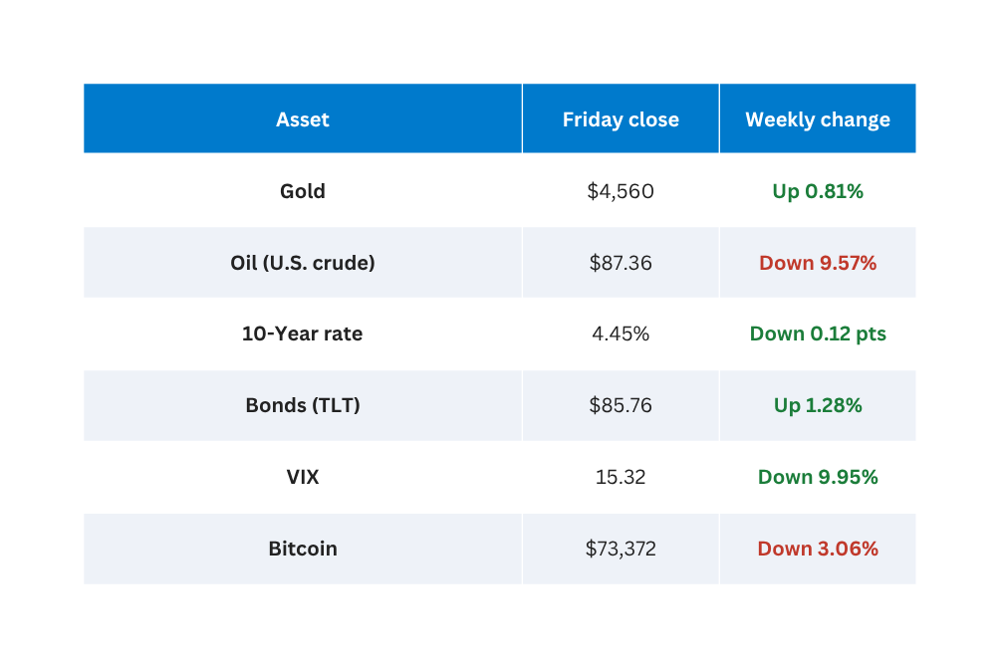 Asset Friday close Weekly change
Gold $4,560 Up 0.81%
Oil (U.S. crude) $87.36 Down 9.57%
10-Year rate 4.45% Down 0.12 pts
Bonds (TLT) $85.76 Up 1.28%
VIX 15.32 Down 9.95%
Bitcoin $73,372 Down 3.06%